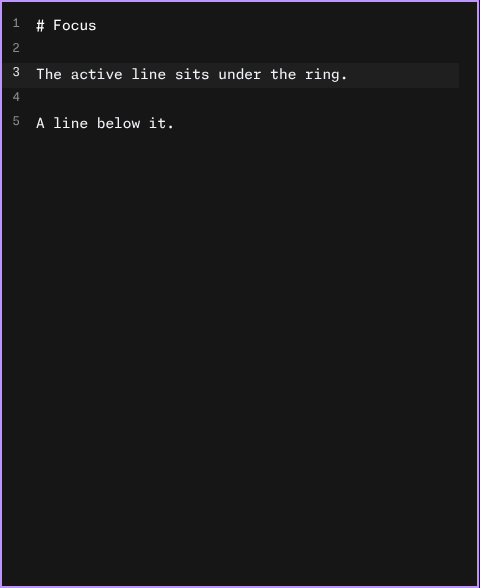 1 # Focus
2
3 The active line sits under the ring.
4
5 A line below it.